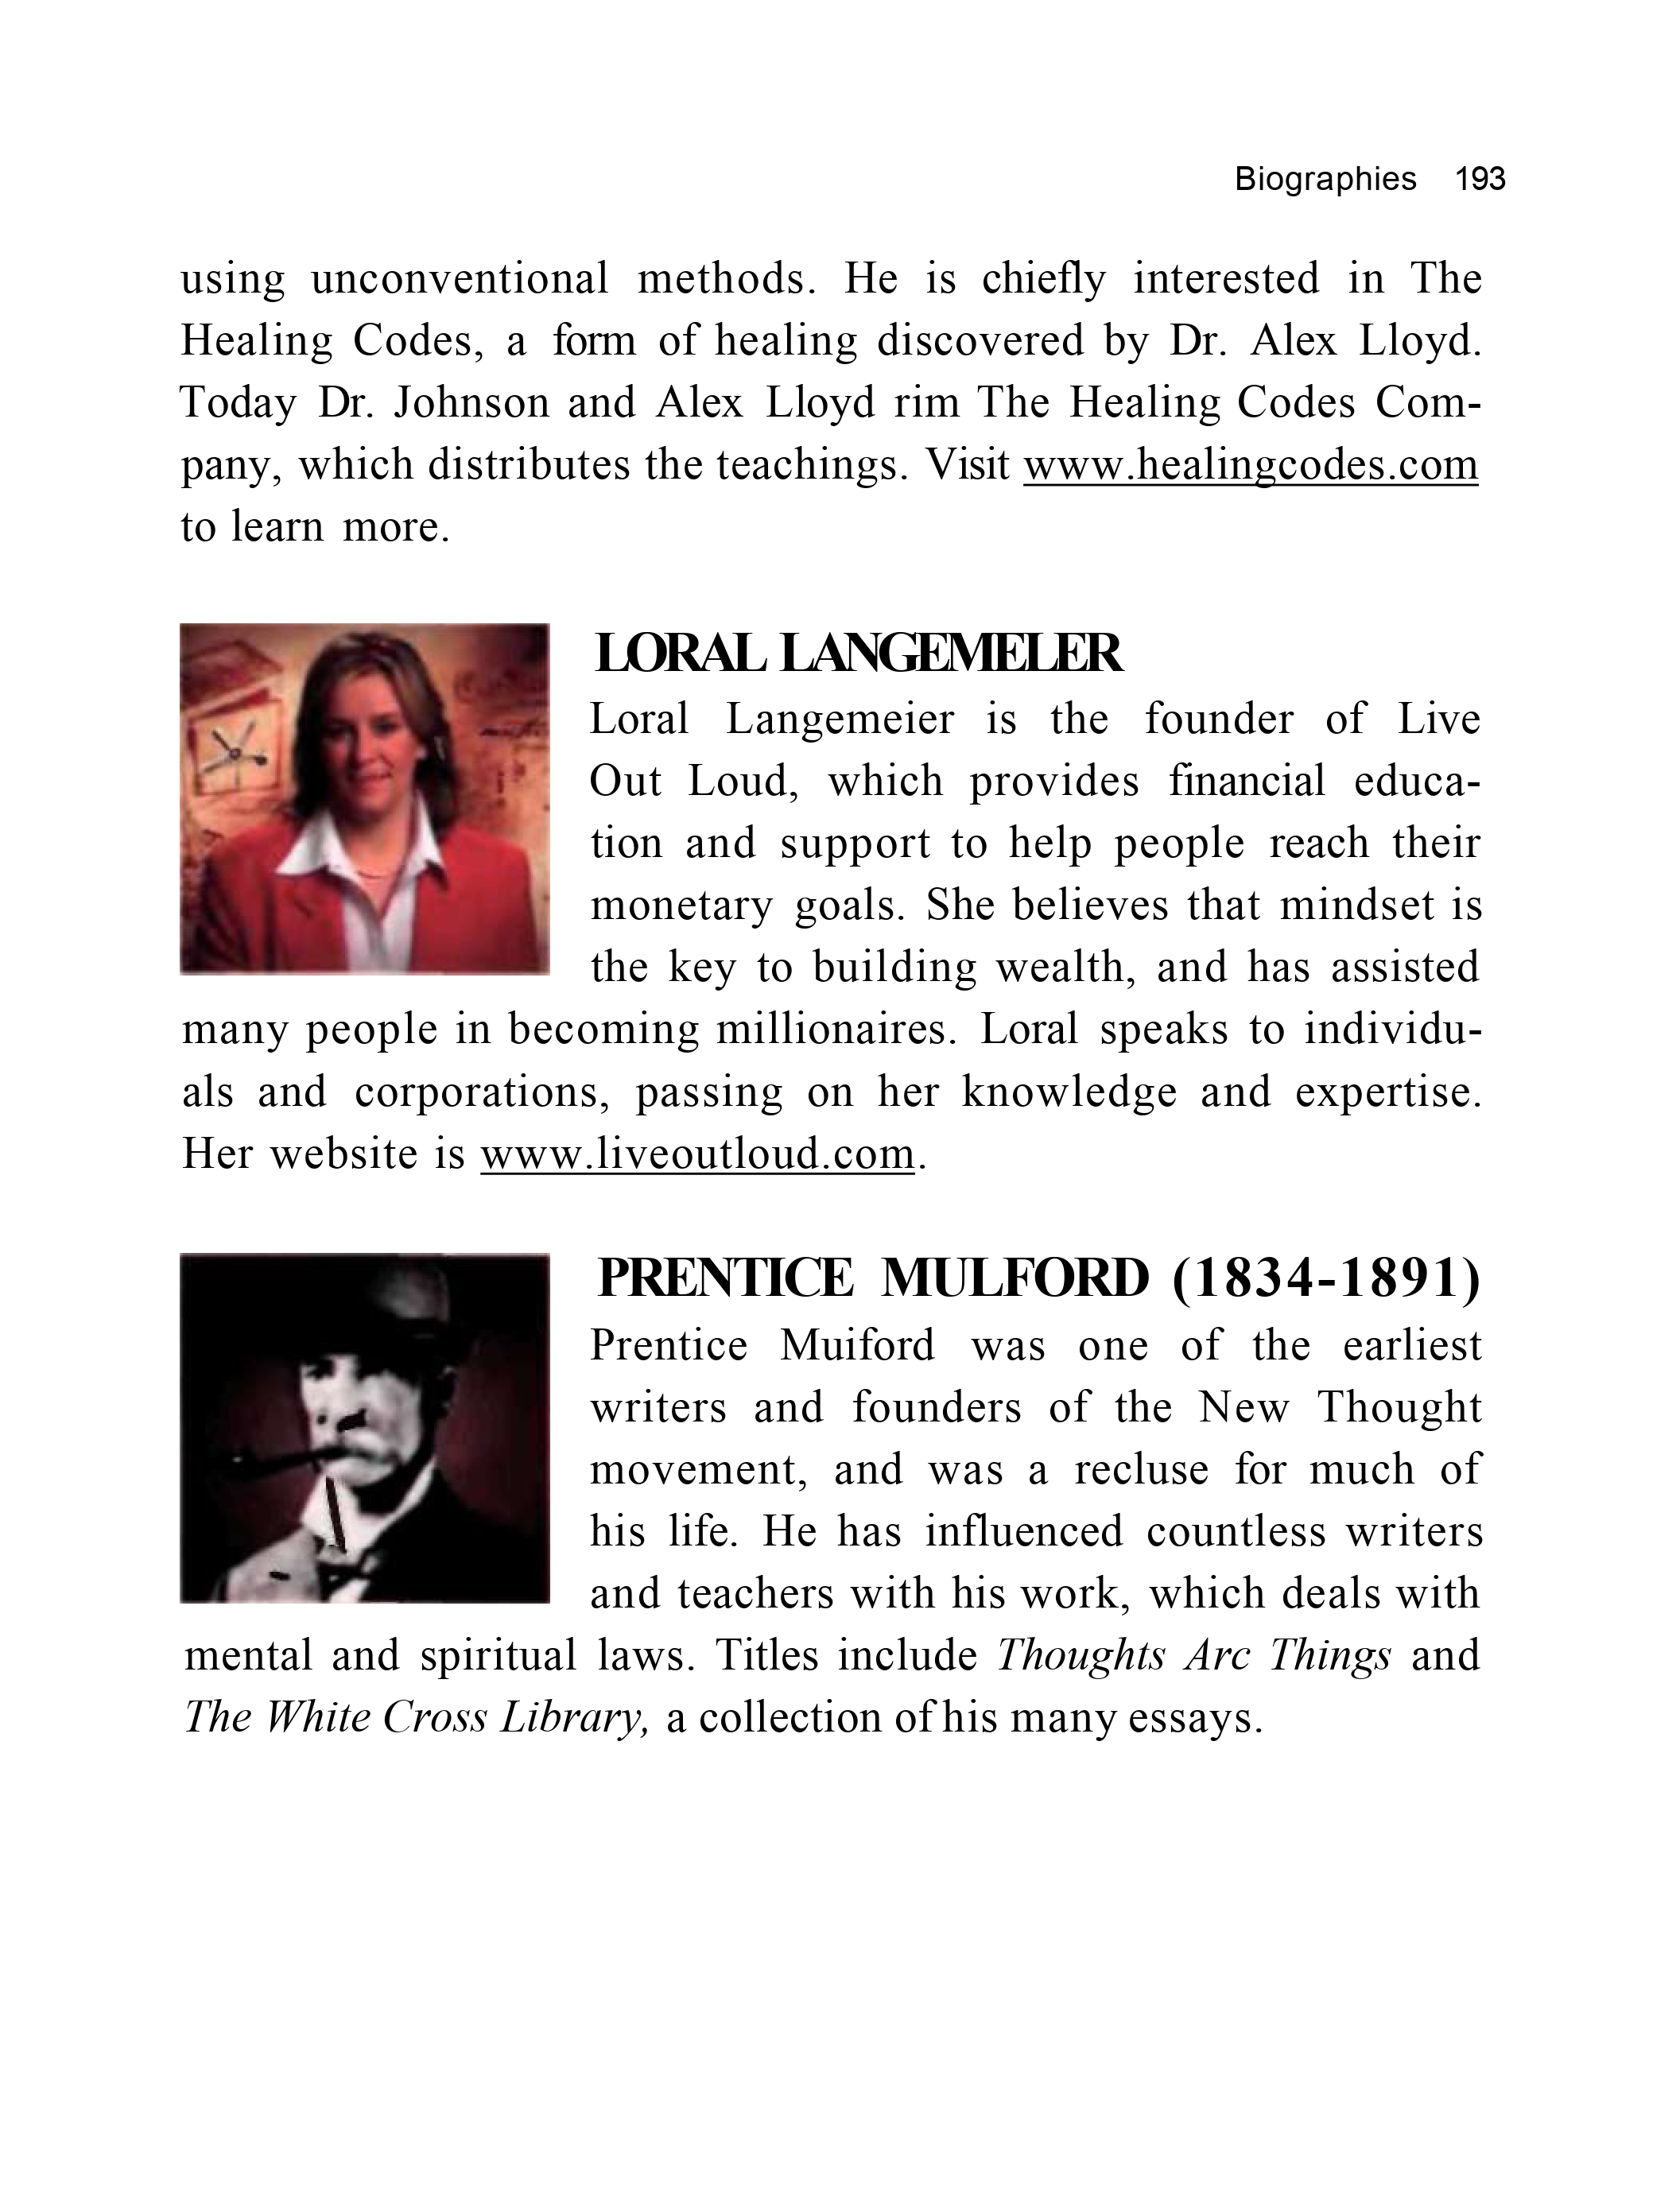 Biographies 193
using unconventional methods. He is chiefly interested in The
Healing Codes, a form of healing discovered by Dr. Alex Lloyd.
Today Dr. Johnson and Alex Lloyd rim The Healing Codes Com-
pany, which distributes the teachings. Visit www.healingcodes.com
to learn more.
LORAL LANGEMELER
Loral Langemeier is the founder of Live
Out Loud, which provides financial educa-
tion and support to help people reach their
monetary goals. She believes that mindset is
the key to building wealth, and has assisted
many people in becoming millionaires. Loral speaks to individu-
als and corporations, passing on her knowledge and expertise.
Her website is www.liveoutloud.com.
PRENTICE MULFORD (1834-1891)
Prentice Muiford was one of the earliest
writers and founders of the New Thought
movement, and was a recluse for much of
his life. He has influenced countless writers
and teachers with his work, which deals with
mental and spiritual laws. Titles include Thoughts Arc Things and
The White Cross Library, a collection of his many essays.